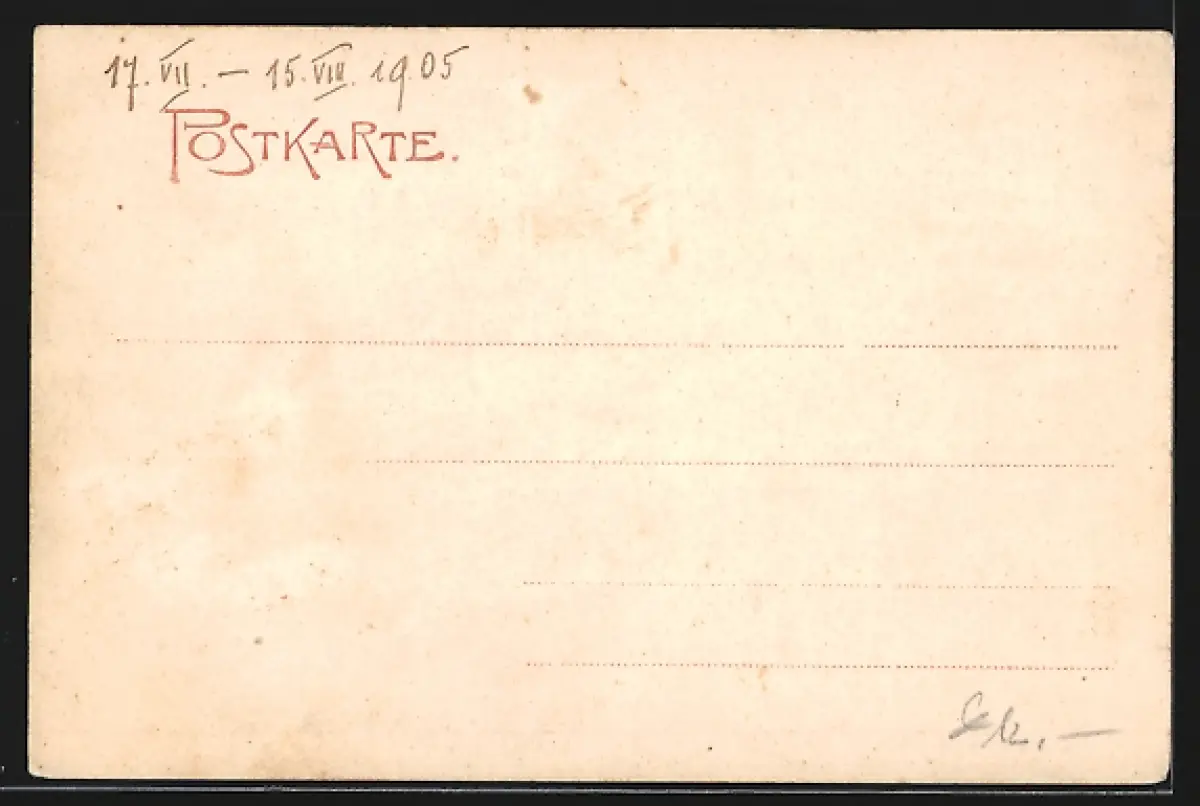 17. VII. — 15. VIII. 1905
POSTKARTE.